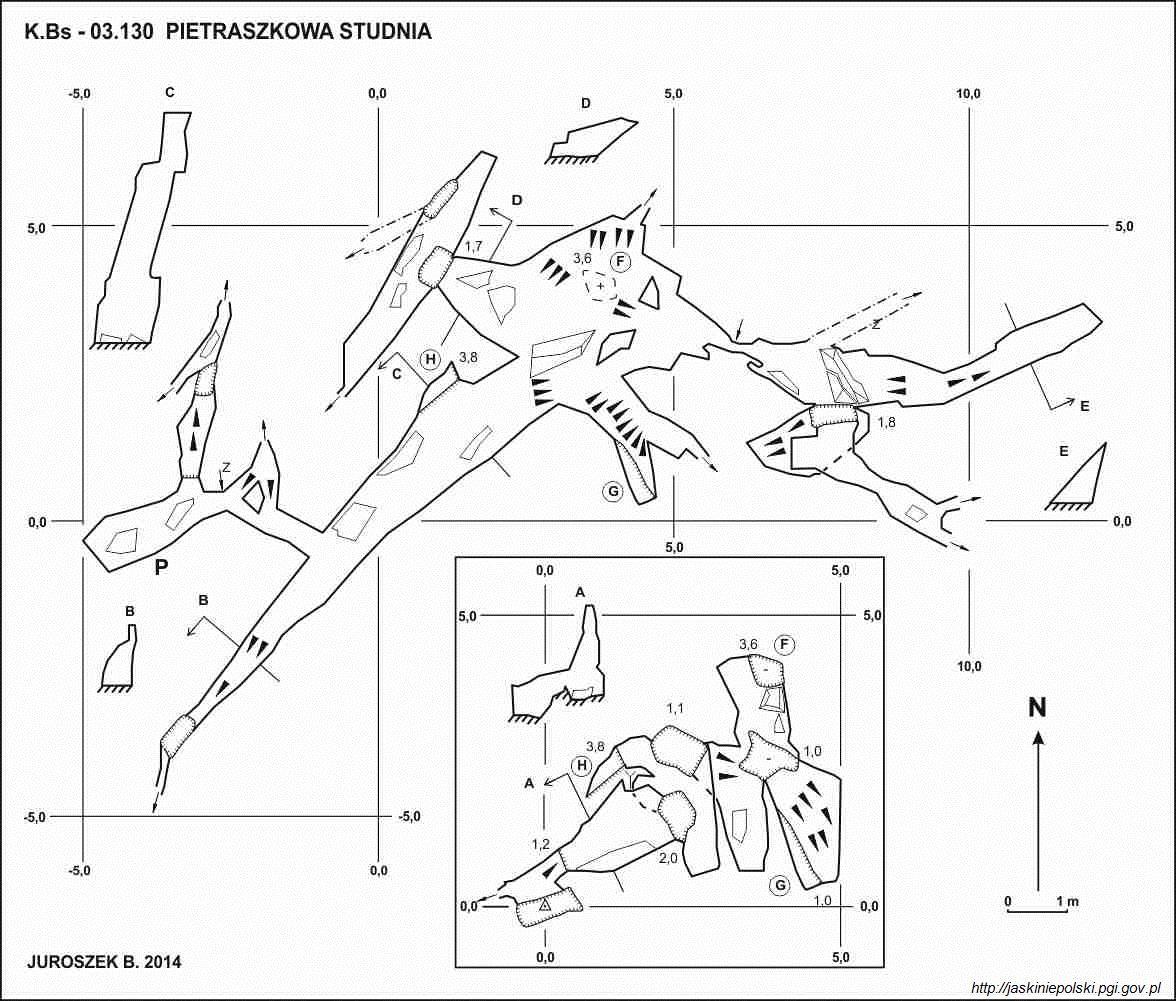 K.Bs - 03.130 PIETRASZKOWA STUDNIA
-5,0 C 0,0 5,0 10,0
D
D
5,0 1,7 5,0
3,6 F
Z
H 3,8
C
E
1,8
Z E
G
0,0 0,0
P 5,0
0,0 5,0
B B A
5,0 5,0
3,6 F
10,0
1,1 N
3,8 1,0
H
A
-5,0 -5,0
1,2 2,0
-5,0 0,0
G
1,0 0 1 m
0,0 0,0
0,0 5,0
JUROSZEK B. 2014
http://jaskiniepolski.pgi.gov.pl